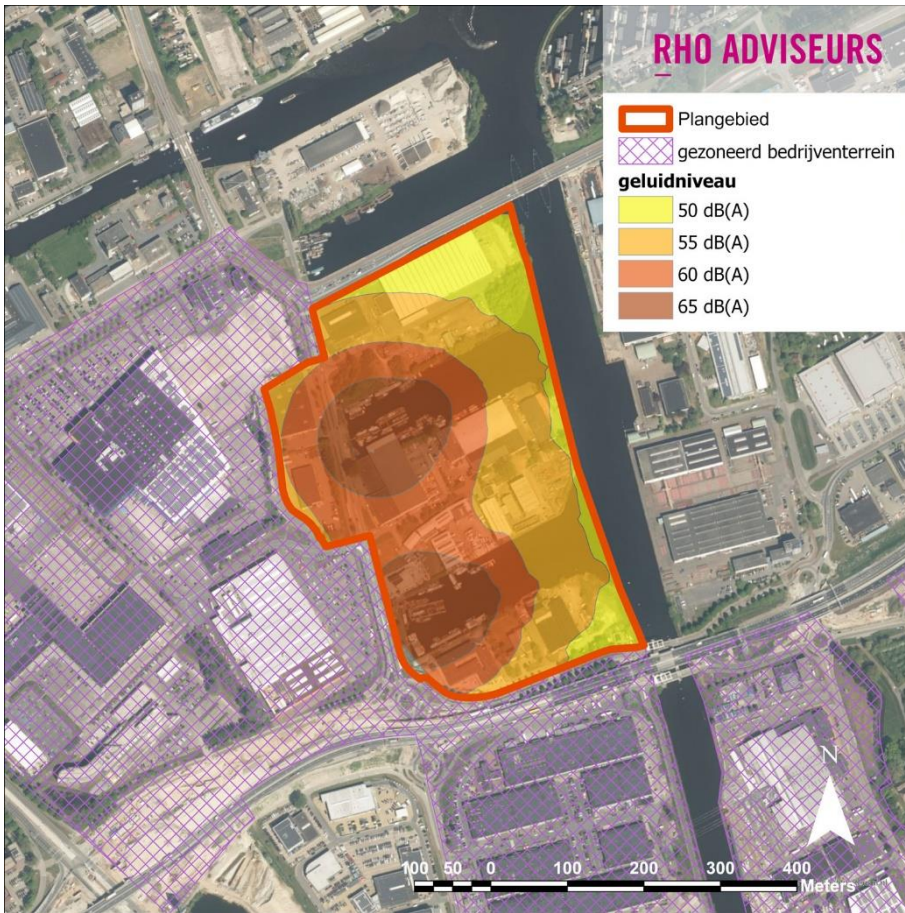 RHO ADVISEURS
Plangebied
gezoneerd bedrijventerrein
geluidniveau
50 dB(A)
55 dB(A)
60 dB(A)
65 dB(A)
N
100 50 0 100 200 300 400
Meters